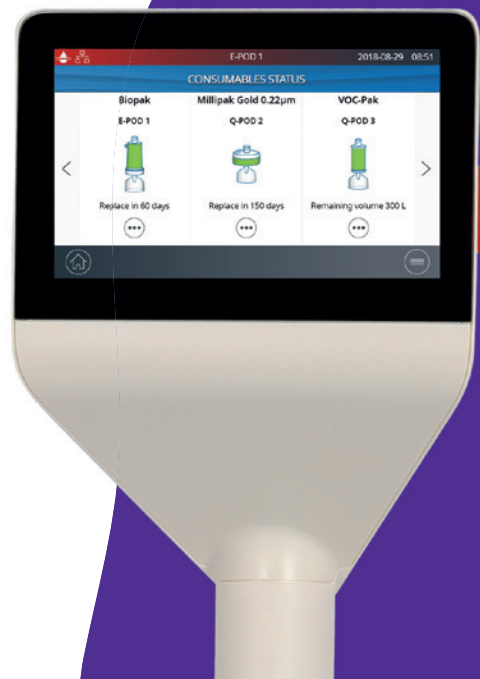 E-POD 1 2018-08-29 08:51
CONSUMABLES STATUS
Biopak Millipak Gold 0.22µm VOC-Pak
E-POD 1 Q-POD 2 Q-POD 3
Replace in 60 days Replace in 150 days Remaining volume 300 L